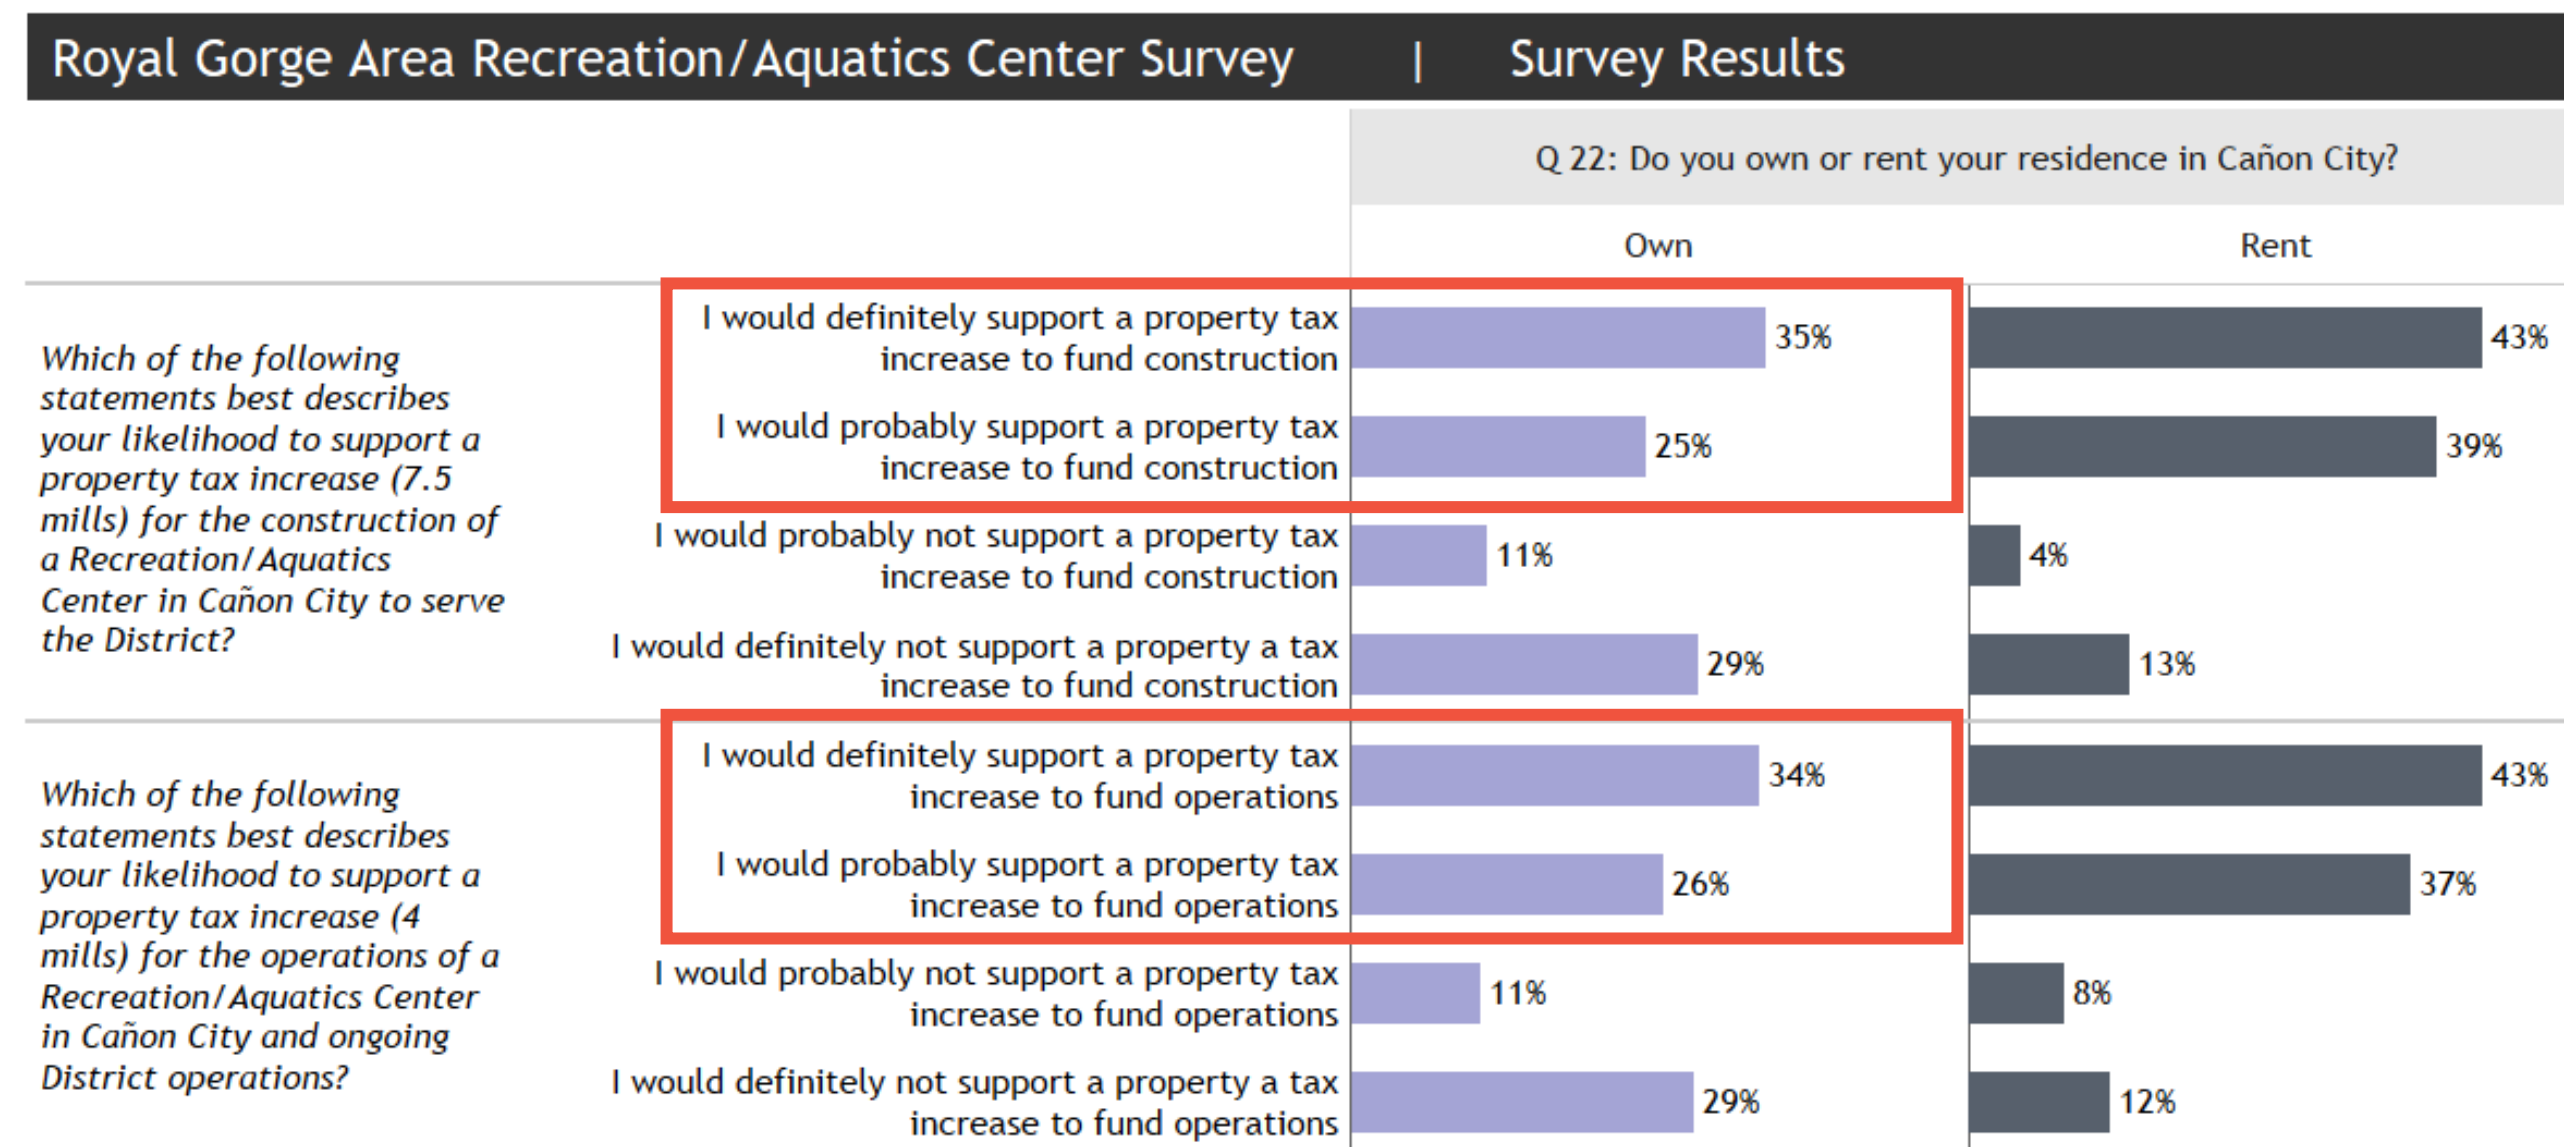 Royal Gorge Area Recreation/Aquatics Center Survey | Survey Results
Q 22: Do you own or rent your residence in Cañon City?
Own Rent
Which of the following
statements best describes
your likelihood to support a
property tax increase (7.5
mills) for the construction of
a Recreation/Aquatics
Center in Cañon City to serve
the District?
I would definitely support a property tax
increase to fund construction
35% 43%
I would probably support a property tax
increase to fund construction
25% 39%
I would probably not support a property tax
increase to fund construction
11% 4%
I would definitely not support a property a tax
increase to fund construction
29% 13%
Which of the following
statements best describes
your likelihood to support a
property tax increase (4
mills) for the operations of a
Recreation/Aquatics Center
in Cañon City and ongoing
District operations?
I would definitely support a property tax
increase to fund operations
34% 43%
I would probably support a property tax
increase to fund operations
26% 37%
I would probably not support a property tax
increase to fund operations
11% 8%
I would definitely not support a property a tax
increase to fund operations
29% 12%